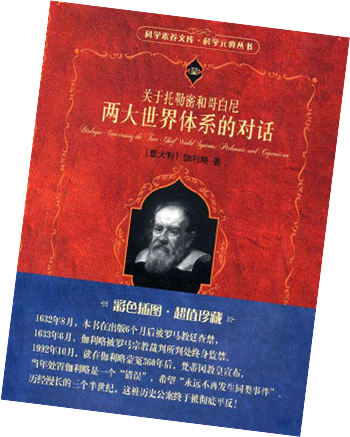 科学素养文库·科学元典丛书
关于托勒密和哥白尼
两大世界体系的对话
Dialogue Concerning the Two Chief World Systems, Ptolemaic and Copernican
［意大利］伽利略 著
彩色插图·超值珍藏
1632年8月，本书在出版6个月后被罗马教廷查禁。
1633年6月，伽利略被罗马宗教裁判所判处终身监禁。
1992年10月，就在伽利略蒙冤360年后，梵蒂冈教皇宣布，
当年处置伽利略是一个“错误”，希望“永远不再发生同类事件”。
历经漫长的三个半世纪，这桩历史公案终于被彻底平反！